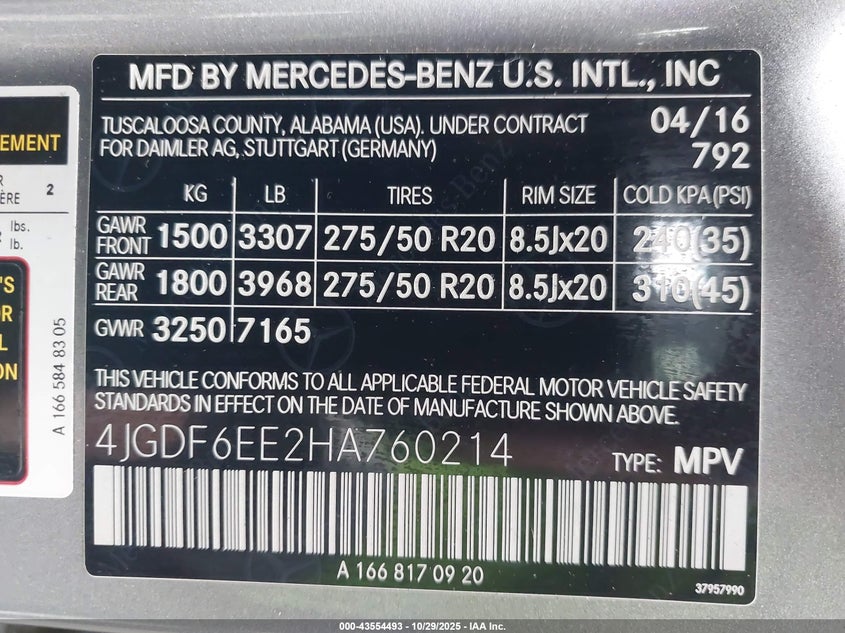 MFD BY MERCEDES-BENZ U.S. INTL., INC
TUSCALOOSA COUNTY, ALABAMA (USA). UNDER CONTRACT
FOR DAIMLER AG, STUTTGART (GERMANY)
04/16
792
KG LB TIRES RIM SIZE COLD KPA(PSI)
GAWR FRONT 1500 3307 275/50 R20 8.5Jx20 240(35)
GAWR REAR 1800 3968 275/50 R20 8.5Jx20 310(45)
GVWR 3250 7165
THIS VEHICLE CONFORMS TO ALL APPLICABLE FEDERAL MOTOR VEHICLE SAFETY
STANDARDS IN EFFECT ON THE DATE OF MANUFACTURE SHOWN ABOVE.
4JGDF6EE2HA760214
TYPE: MPV
A 166 817 09 20
37957990
EMENT
2
lbs.
lb.
'S
OR
L
ON
A 166 584 83 05
000-43554493 - 10/29/2025 - IAA Inc.